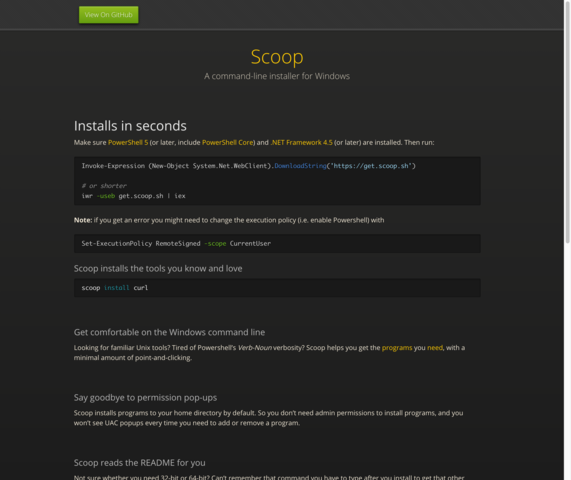 View On GitHub
Scoop
A command-line installer for Windows
Installs in seconds
Make sure PowerShell 5 (or later, include PowerShell Core) and .NET Framework 4.5 (or later) are installed. Then run:
Invoke-Expression (New-Object System.Net.WebClient).DownloadString('https://get.scoop.sh')
# or shorter
iwr -useb get.scoop.sh | iex
Note: if you get an error you might need to change the execution policy (i.e. enable Powershell) with
Set-ExecutionPolicy RemoteSigned -scope CurrentUser
Scoop installs the tools you know and love
scoop install curl
Get comfortable on the Windows command line
Looking for familiar Unix tools? Tired of Powershell's Verb-Noun verbosity? Scoop helps you get the programs you need, with a
minimal amount of point-and-clicking.
Say goodbye to permission pop-ups
Scoop installs programs to your home directory by default. So you don't need admin permissions to install programs, and you
won't see UAC popups every time you need to add or remove a program.
Scoop reads the README for you
Not sure whether you need 32-bit or 64-bit? Can't remember that command you have to type after you install to get that other